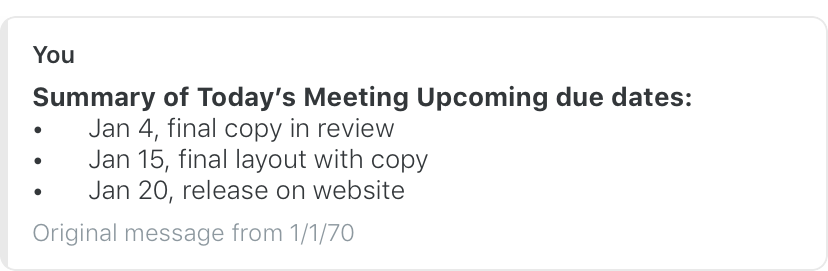 You
Summary of Today’s Meeting Upcoming due dates:
• Jan 4, final copy in review
• Jan 15, final layout with copy
• Jan 20, release on website
Original message from 1/1/70